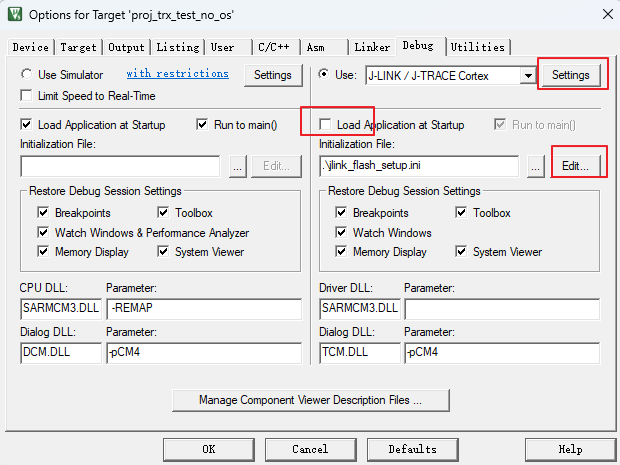 Options for Target 'proj_trx_test_no_os'
Device Target Output Listing User C/C++ Asm Linker Debug Utilities
Use Simulator with restrictions Settings
Limit Speed to Real-Time
Use: J-LINK / J-TRACE Cortex Settings
Load Application at Startup Run to main()
Initialization File:
... Edit...
Load Application at Startup Run to main()
Initialization File:
.\jlink_flash_setup.ini ... Edit...
Restore Debug Session Settings
Breakpoints Toolbox
Watch Windows & Performance Analyzer
Memory Display System Viewer
Restore Debug Session Settings
Breakpoints Toolbox
Watch Windows
Memory Display System Viewer
CPU DLL: Parameter:
SARMCM3.DLL -REMAP
Dialog DLL: Parameter:
DCM.DLL -pCM4
Driver DLL: Parameter:
SARMCM3.DLL
Dialog DLL: Parameter:
TCM.DLL -pCM4
Manage Component Viewer Description Files ...
OK Cancel Defaults Help